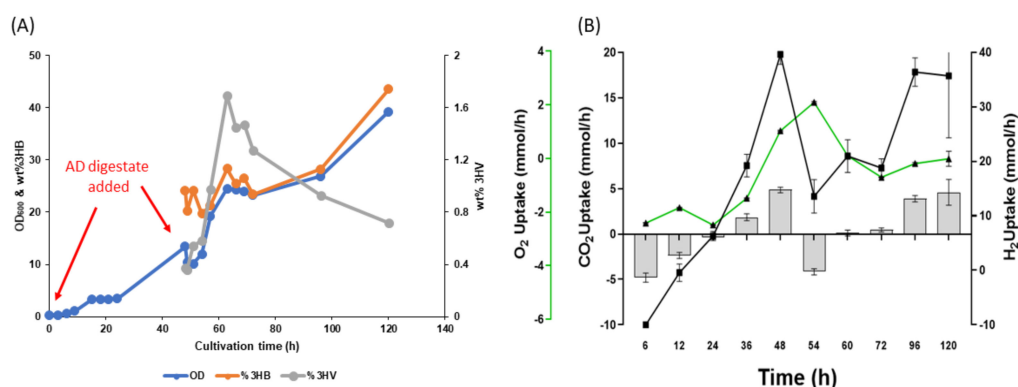 (A)
OD600 & wt%3HB
50
40
30
20
10
0
AD digestate
added
2
1.6
1.2
0.8
0.4
0
wt% 3HV
0 20 40 60 80 100 120 140
Cultivation time (h)
OD %3HB %3HV
(B)
O2 Uptake (mmol/h)
4
2
0
-2
-4
-6
CO2 Uptake (mmol/h)
20
15
10
5
0
-5
-10
40
30
20
10
0
-10
H2Uptake (mmol/h)
6 12 24 36 48 54 60 72 96 120
Time (h)